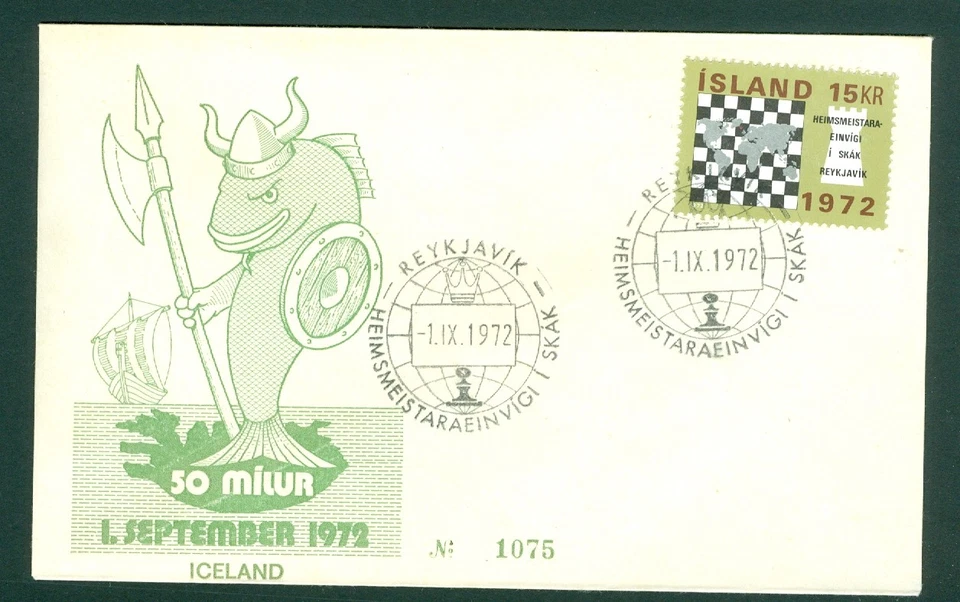 ÍSLAND 15KR
HEIMSMEISTARA-
EINVÍGI
Í SKÁK
REYKJAVÍK
1972
REYKJAVÍK
-1.IX.1972
HEIMSMEISTARAEINVÍGI Í SKÁK
REY
-1.IX.1972
HEIMSMEISTARAEINVÍGI Í SKÁK
50 MÍLUR
1. SEPTEMBER 1972
ICELAND
No: 1075